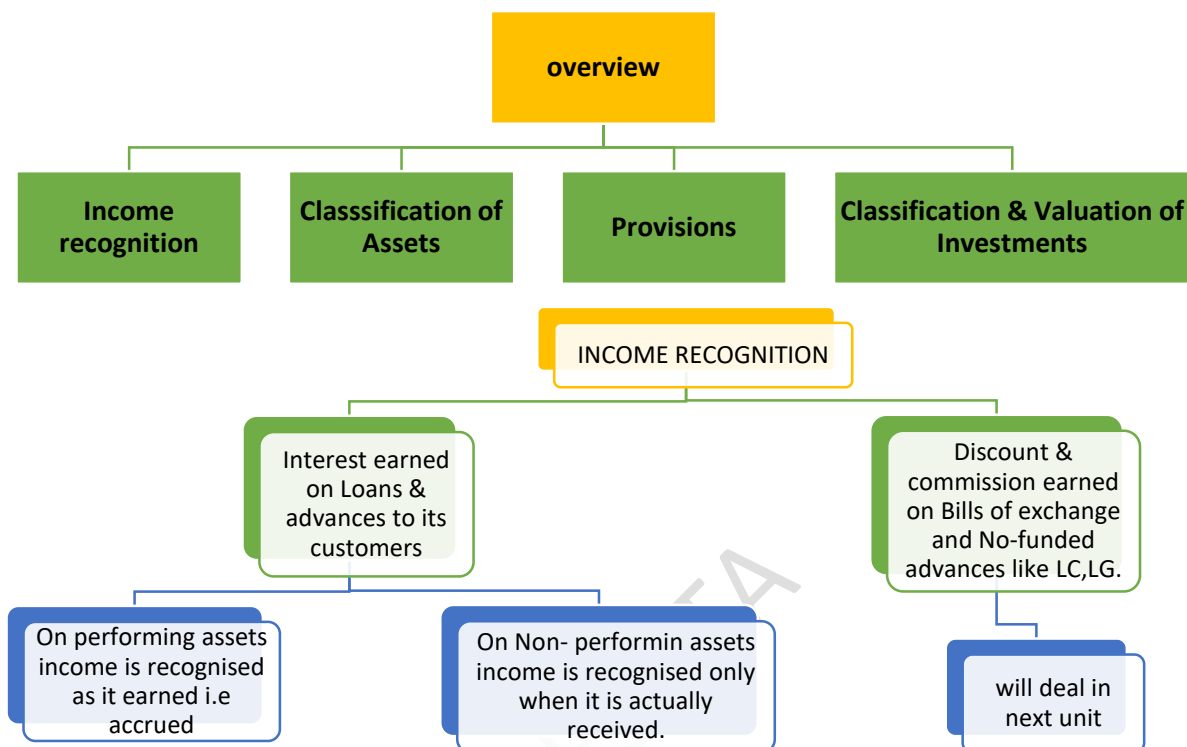 overview
Income
recognition
Classsification of
Assets
Provisions
Classification & Valuation of
Investments
INCOME RECOGNITION
Interest earned
on Loans &
advances to its
customers
Discount &
commission earned
on Bills of exchange
and No-funded
advances like LC,LG.
On performing assets
income is recognised
as it earned i.e
accrued
On Non- performin assets
income is recognised only
when it is actually
received.
will deal in
next unit